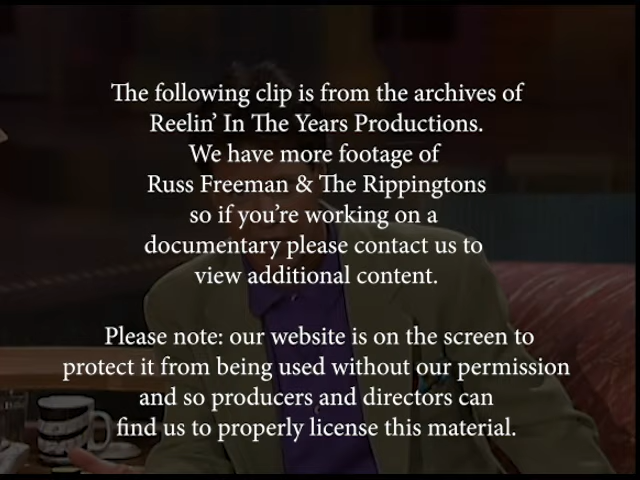 The following clip is from the archives of
Reelin’ In The Years Productions.
We have more footage of
Russ Freeman & The Rippingtons
so if you’re working on a
documentary please contact us to
view additional content.
Please note: our website is on the screen to
protect it from being used without our permission
and so producers and directors can
find us to properly license this material.